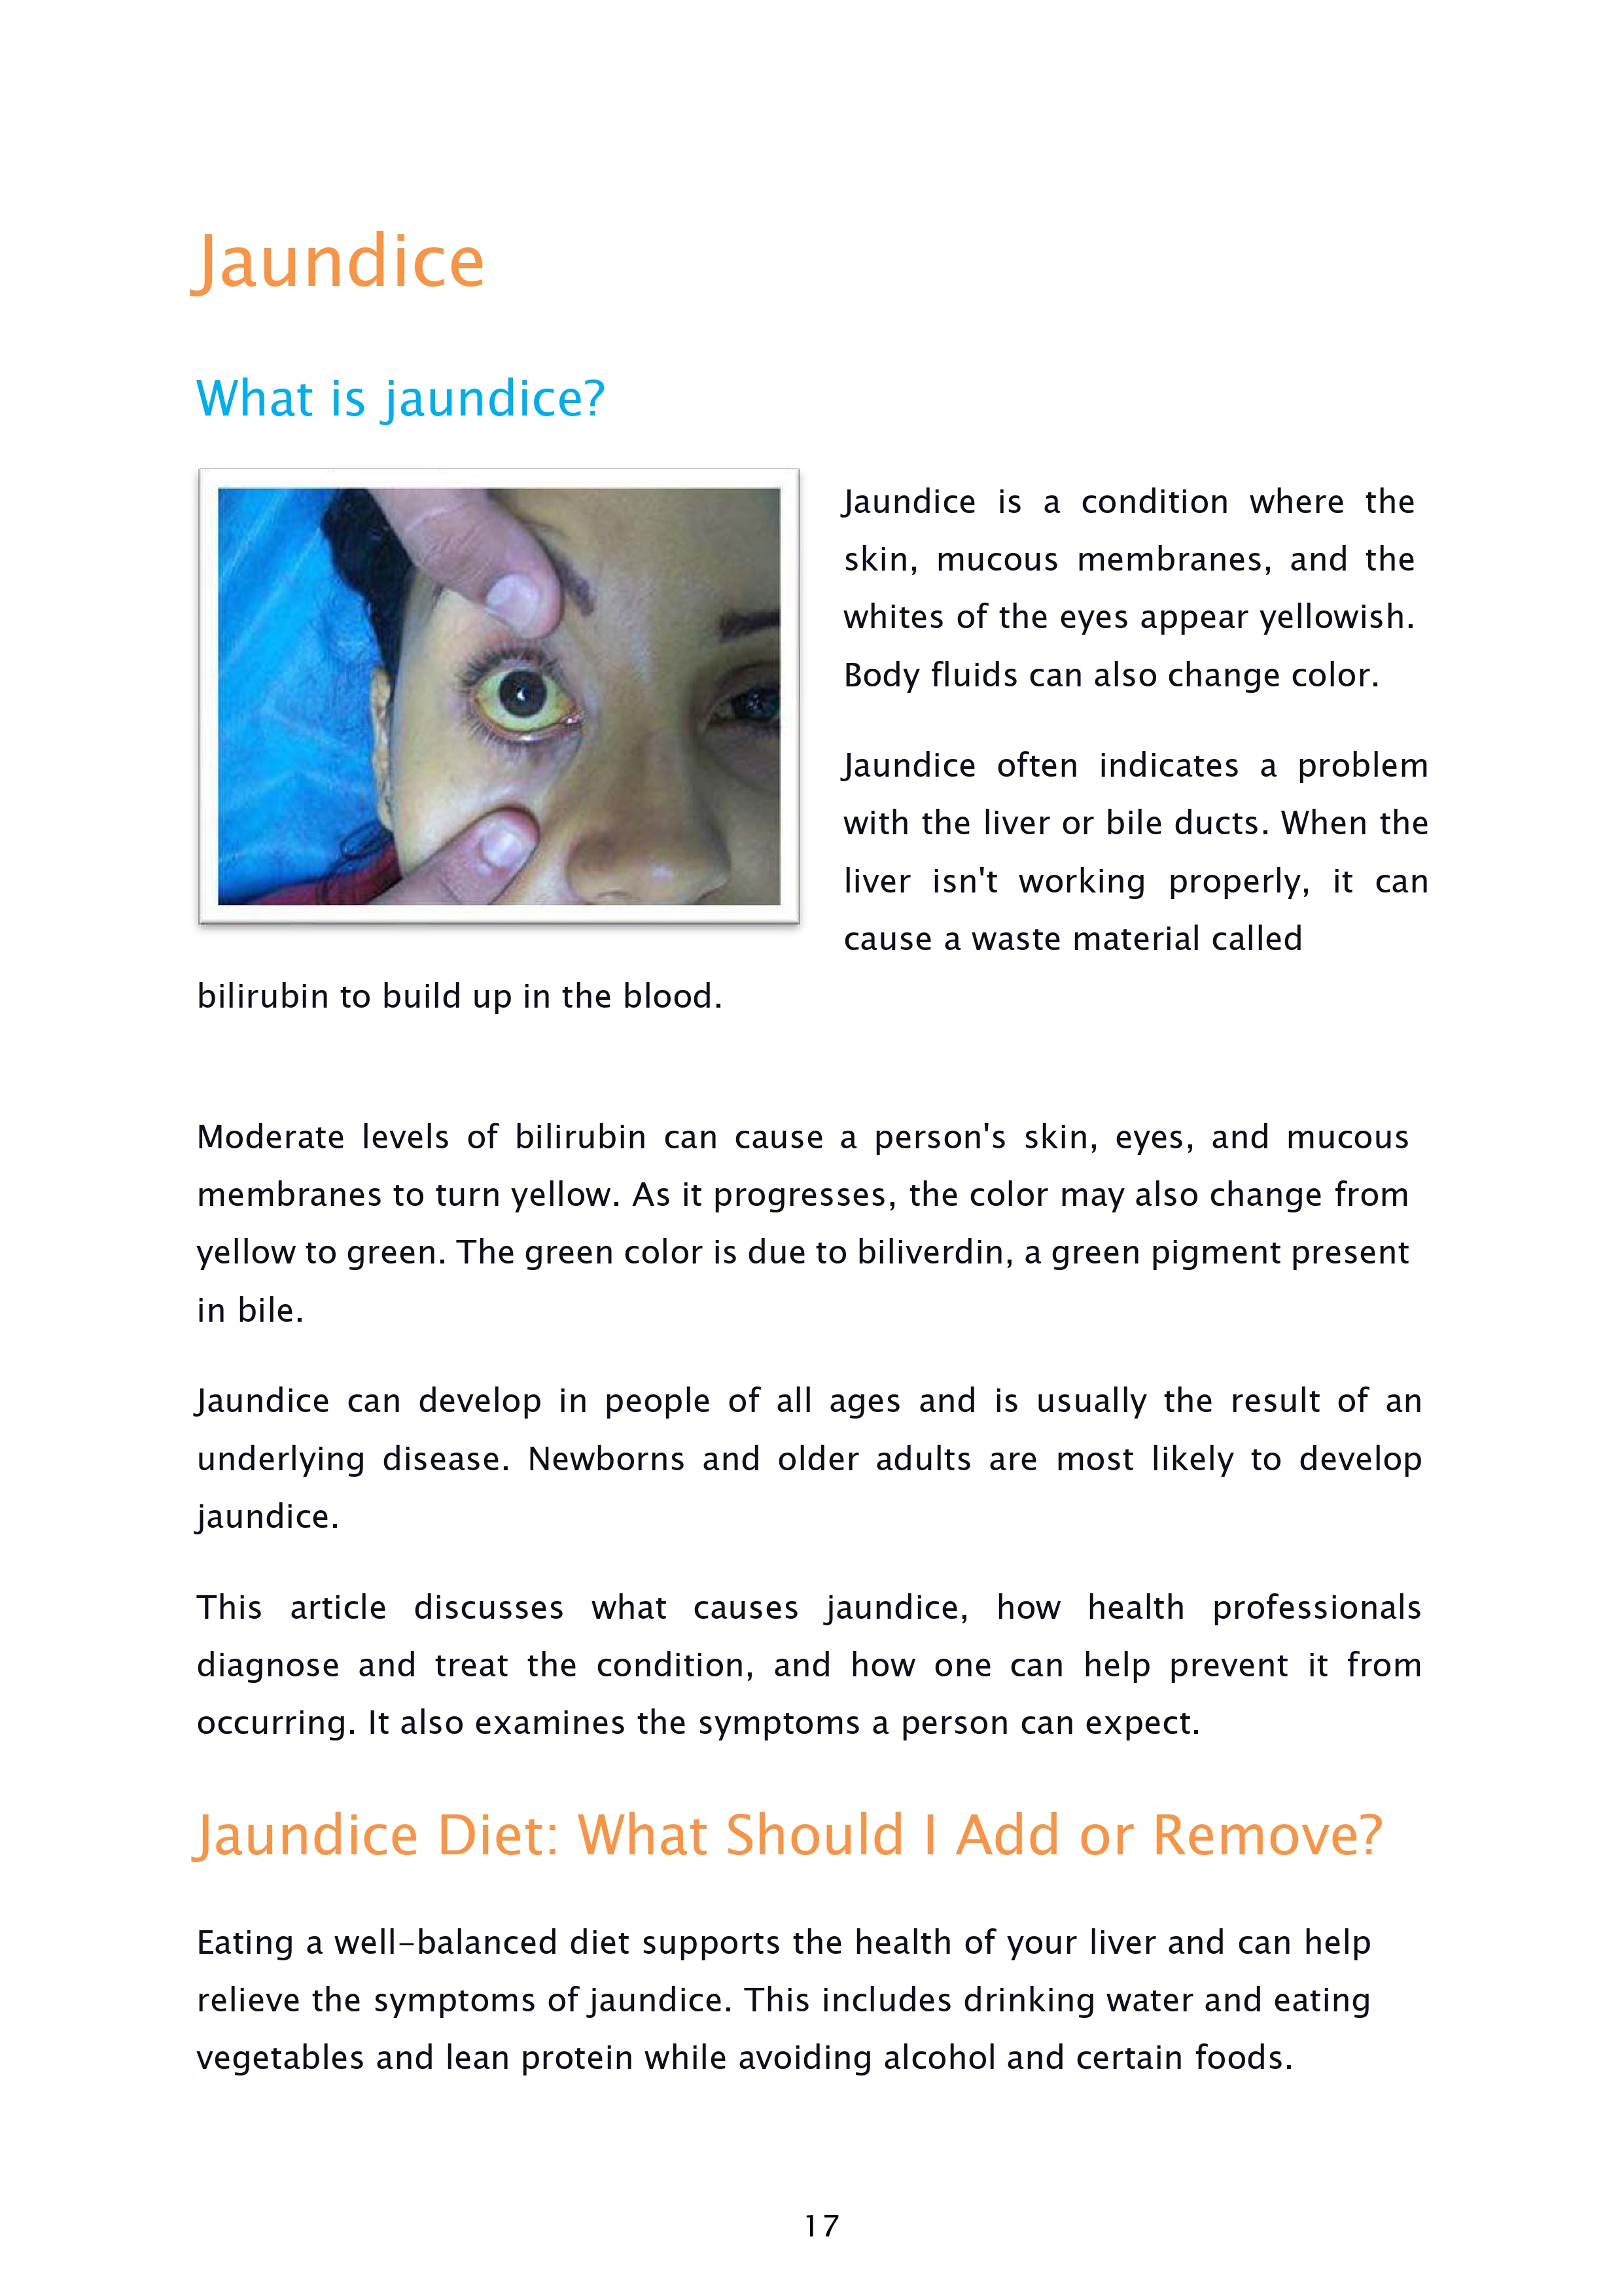 Jaundice
What is jaundice?
Jaundice is a condition where the
skin, mucous membranes, and the
whites of the eyes appear yellowish.
Body fluids can also change color.
Jaundice often indicates a problem
with the liver or bile ducts. When the
liver isn't working properly, it can
cause a waste material called
bilirubin to build up in the blood.
Moderate levels of bilirubin can cause a person's skin, eyes, and mucous
membranes to turn yellow. As it progresses, the color may also change from
yellow to green. The green color is due to biliverdin, a green pigment present
in bile.
Jaundice can develop in people of all ages and is usually the result of an
underlying disease. Newborns and older adults are most likely to develop
jaundice.
This article discusses what causes jaundice, how health professionals
diagnose and treat the condition, and how one can help prevent it from
occurring. It also examines the symptoms a person can expect.
Jaundice Diet: What Should I Add or Remove?
Eating a well-balanced diet supports the health of your liver and can help
relieve the symptoms of jaundice. This includes drinking water and eating
vegetables and lean protein while avoiding alcohol and certain foods.
17